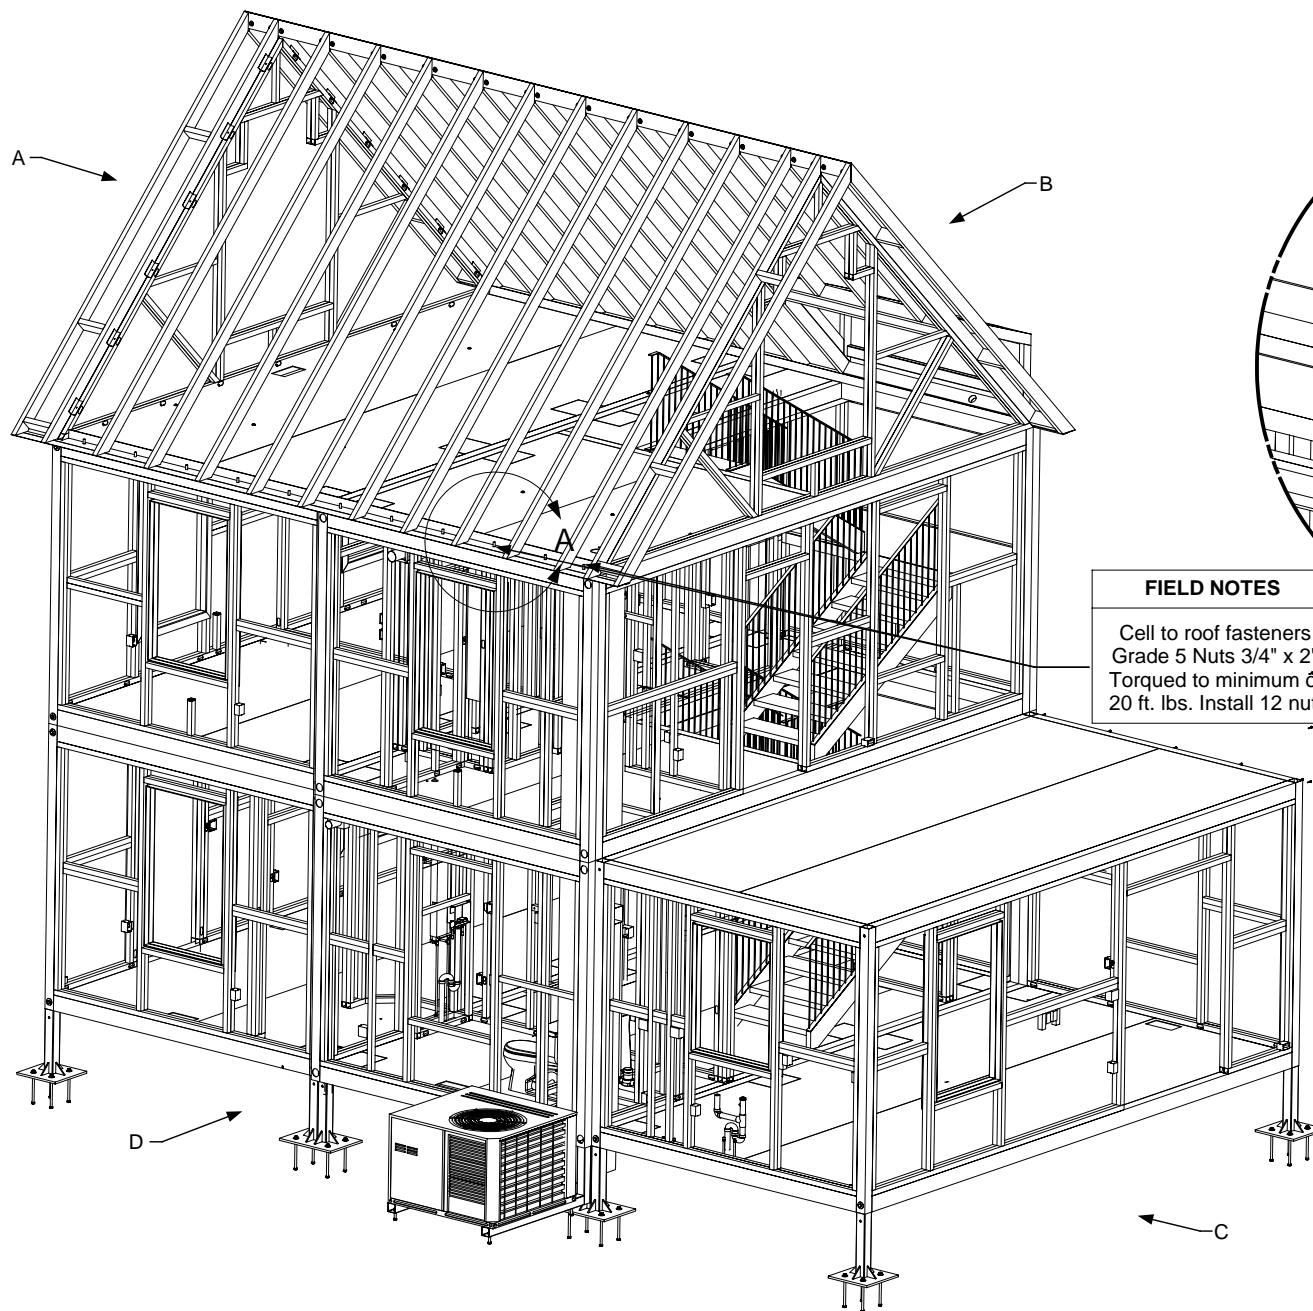 A
B
A
FIELD NOTES
Cell to roof fasteners
Grade 5 Nuts 3/4" x 2"
Torqued to minimum
20 ft. lbs. Install 12
D
C